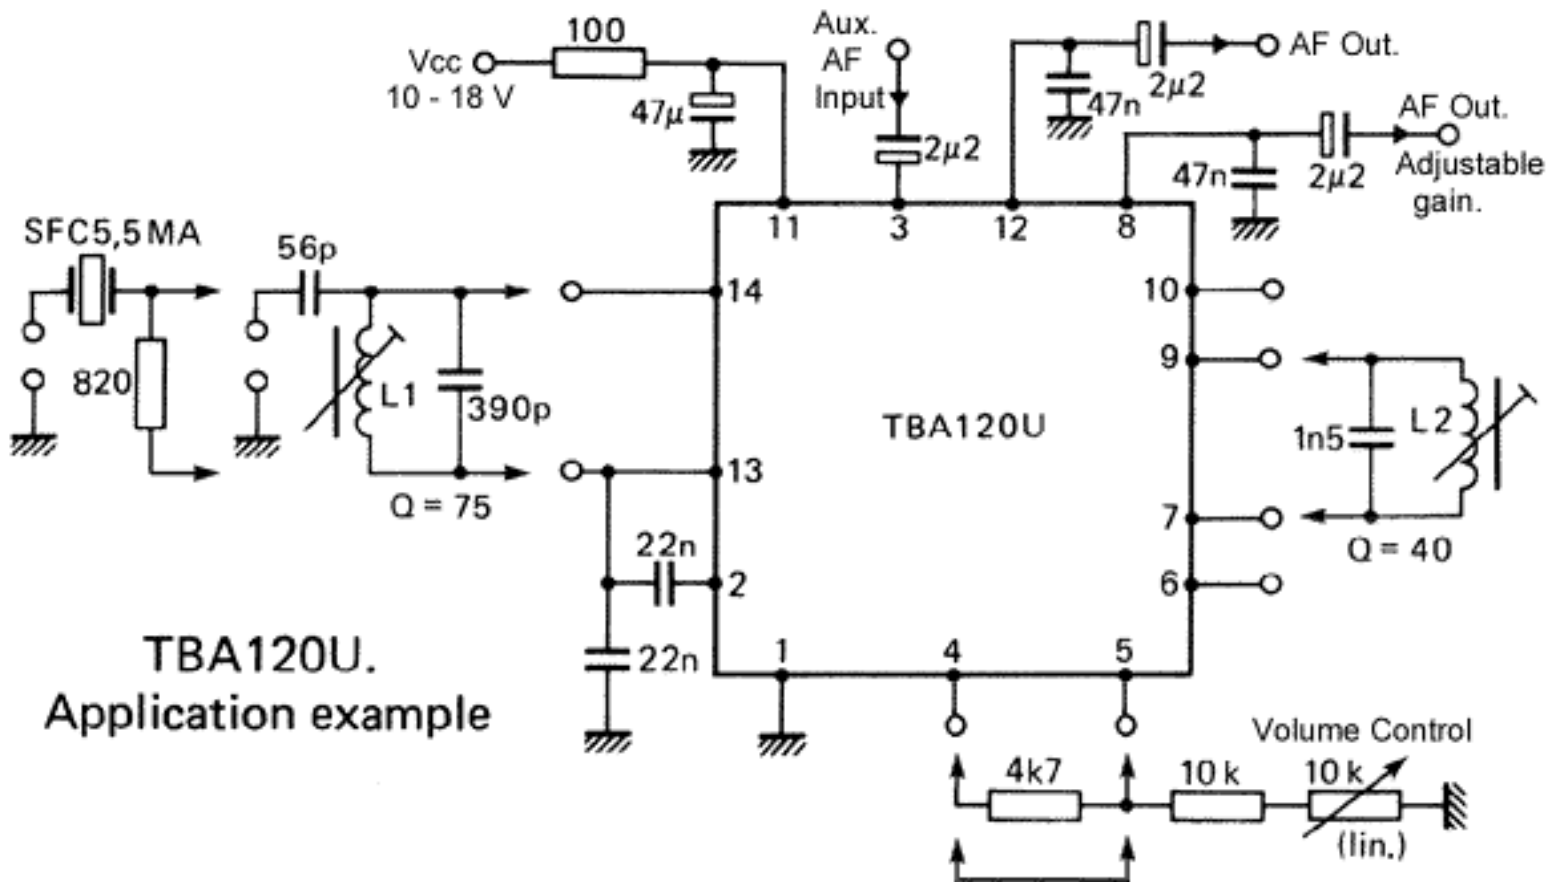 100
Vcc
10 - 18 V
47µ
Aux.
AF
Input
2µ2
47n
2µ2
AF Out.
47n
2µ2
AF Out.
Adjustable
gain.
11
3
12
8
SFC5,5MA
820
56p
L1
390p
Q = 75
14
13
2
22n
22n
TBA120U
10
9
7
6
1n5
L2
Q = 40
1
4
5
TBA120U.
Application example
Volume Control
4k7
10k
10k
(lin.)